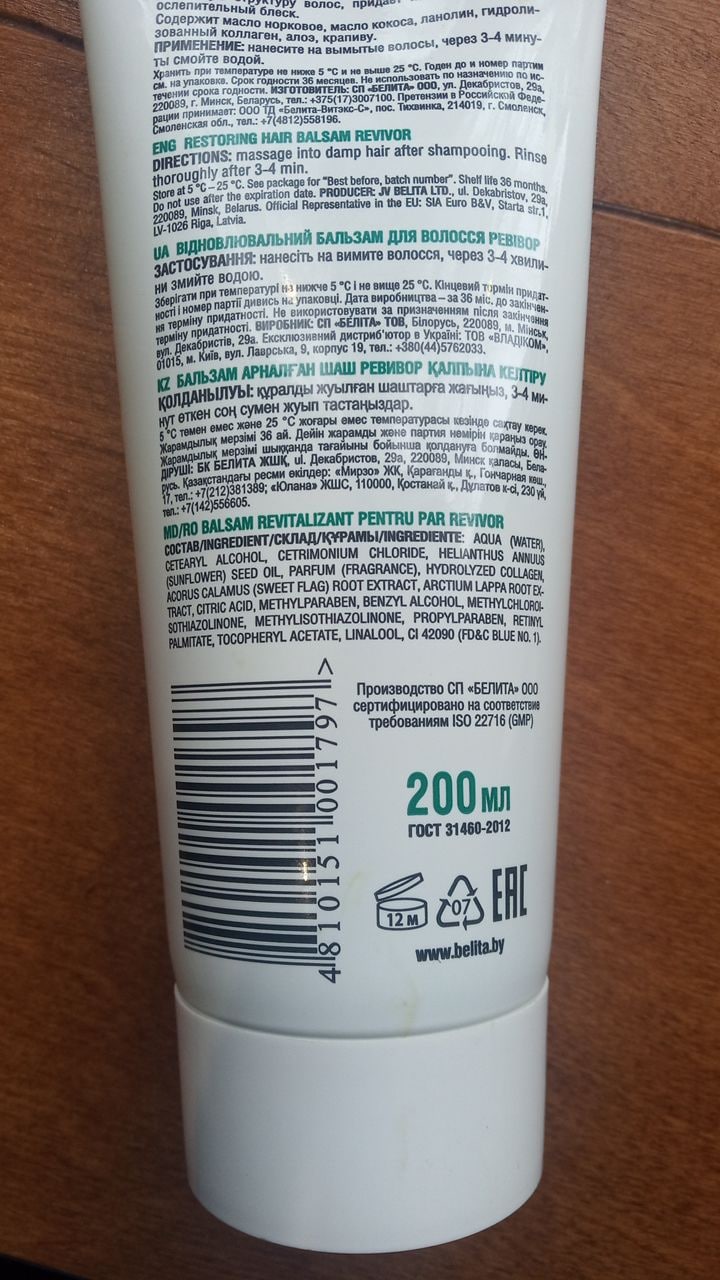 структуру волос, придает
ослепительный блеск.
Содержит масло норковое, масло кокоса, ланолин, гидроли-
зованный коллаген, алоэ, крапиву.
ПРИМЕНЕНИЕ: нанесите на вымытые волосы, через 3-4 мину-
ты смойте водой.
Хранить при температуре не ниже 5 °C и не выше 25 °C. Годен до и номер партии
см. на упаковке. Срок годности 36 месяцев. Не использовать по назначению по ис-
течении срока годности. ИЗГОТОВИТЕЛЬ: СП «БЕЛИТА» ООО, ул. Декабристов, 29а,
220089, г. Минск, Беларусь, тел.: +375(17)3007100. Претензии в Российской Феде-
рации принимает: ООО ТД «Белита-Витэкс-С», пос. Тихвинка, 214019, г. Смоленск,
Смоленская обл., тел.: +7(4812)558196.
ENG RESTORING HAIR BALSAM REVIVOR
DIRECTIONS: massage into damp hair after shampooing. Rinse
thoroughly after 3-4 min.
Store at 5 °C – 25 °C. See package for "Best before, batch number". Shelf life 36 months.
Do not use after the expiration date. PRODUCER: JV BELITA LTD., ul. Dekabristov, 29a,
220089, Minsk, Belarus. Official Representative in the EU: SIA Euro B&V, Starta str.1,
LV-1026 Riga, Latvia.
UA ВІДНОВЛЮВАЛЬНИЙ БАЛЬЗАМ ДЛЯ ВОЛОССЯ РЕВІВОР
ЗАСТОСУВАННЯ: нанесіть на вимите волосся, через 3-4 хвили-
ни змийте водою.
Зберігати при температурі не нижче 5 °C і не вище 25 °C. Кінцевий термін придат-
ності і номер партії дивись на упаковці. Дата виробництва – за 36 міс. до закінчен-
ня терміну придатності. Не використовувати за призначенням після закінчення
терміну придатності. ВИРОБНИК: СП «БЕЛІТА» ТОВ, Білорусь, 220089, м. Мінськ,
вул. Декабристів, 29а. Ексклюзивний дистриб'ютор в Україні: ТОВ «ВЛАДІКОМ»,
01015, м. Київ, вул. Лаврська, 9, корпус 19, тел.: +380(44)5762033.
KZ БАЛЬЗАМ АРНАЛҒАН ШАШ РЕВИВОР ҚАЛПЫНА КЕЛТІРУ
ҚОЛДАНЫЛУЫ: құралды жуылған шаштарға жағыңыз, 3-4 ми-
нут өткен соң сумен жуып тастаңыздар.
5 °C төмен емес және 25 °C жоғары емес температурасы кезінде сақтау керек.
Жарамдылық мерзімі 36 ай. Дейін жарамды және партия немірін қараңыз орау.
Жарамдылық мерзімі шыққанда тағайыны бойынша қолдануға болмайды. ӨН-
ДІРУШІ: БК БЕЛИТА ЖШҚ, ul. Декабристов, 29а, 220089, Минск қаласы, Бела-
русь. Қазақстандағы ресми өкілдер: «Мирзо» ЖК, Қарағанды қ., Гончарная көш.,
17, тел.: +7(212)381389; «Юлана» ЖШС, 110000, Қостанай қ., Дулатов к-сі, 230 үй,
тел.: +7(142)556605.
MD/RO BALSAM REVITALIZANT PENTRU PAR REVIVOR
СОСТАВ/INGREDIENT/СКЛАД/ҚҰРАМЫ/INGREDIENTE: AQUA (WATER),
CETEARYL ALCOHOL, CETRIMONIUM CHLORIDE, HELIANTHUS ANNUUS
(SUNFLOWER) SEED OIL, PARFUM (FRAGRANCE), HYDROLYZED COLLAGEN,
ACORUS CALAMUS (SWEET FLAG) ROOT EXTRACT, ARCTIUM LAPPA ROOT EX-
TRACT, CITRIC ACID, METHYLPARABEN, BENZYL ALCOHOL, METHYLCHLOROI-
SOTHIAZOLINONE, METHYLISOTHIAZOLINONE, PROPYLPARABEN, RETINYL
PALMITATE, TOCOPHERYL ACETATE, LINALOOL, CI 42090 (FD&C BLUE NO. 1).
4 810151 001797 >
Производство СП «БЕЛИТА» ООО
сертифицировано на соответствие
требованиям ISO 22716 (GMP)
200 МЛ
ГОСТ 31460-2012
12 М
07
EAC
www.belita.by